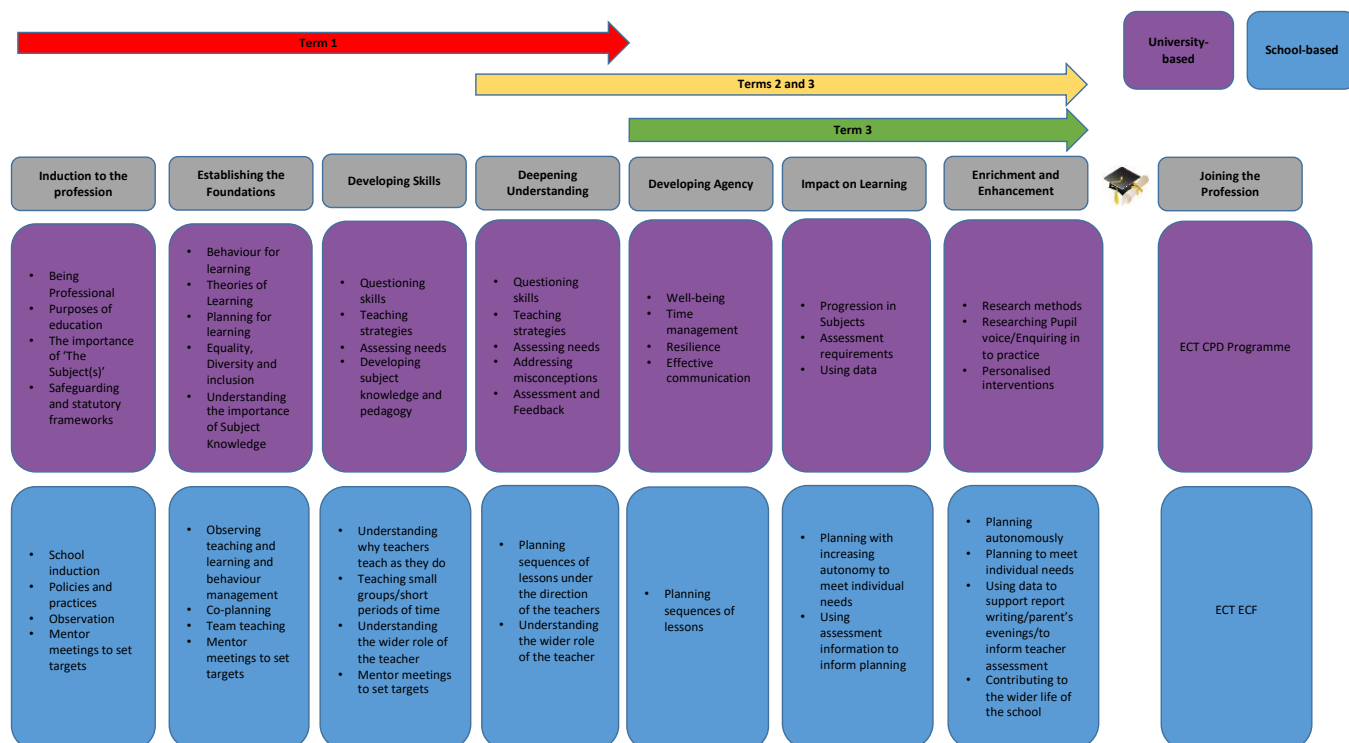 Term 1
University-
based
School-based
Terms 2 and 3
Term 3
Induction to the
profession
Establishing the
Foundations
Developing Skills
Deepening
Understanding
Developing Agency
Impact on Learning
Enrichment and
Enhancement
Joining the
Profession
• Being
Professional
• Purposes of
education
• The importance
of ‘The
Subject(s)’
• Safeguarding
and statutory
frameworks
• Behaviour for
learning
• Theories of
Learning
• Planning for
learning
• Equality,
Diversity and
inclusion
• Understanding
the importance
of Subject
Knowledge
• Questioning
skills
• Teaching
strategies
• Assessing needs
• Developing
subject
knowledge and
pedagogy
• Questioning
skills
• Teaching
strategies
• Assessing needs
• Addressing
misconceptions
• Assessment and
Feedback
• Well-being
• Time
management
• Resilience
• Effective
communication
• Progression in
Subjects
• Assessment
requirements
• Using data
• Research methods
• Researching Pupil
voice/Enquiring in
to practice
• Personalised
interventions
ECT CPD Programme
• School
induction
• Policies and
practices
• Observation
• Mentor
meetings to set
targets
• Observing
teaching and
learning and
behaviour
management
• Co-planning
• Team teaching
• Mentor
meetings to set
targets
• Understanding
why teachers
teach as they do
• Teaching small
groups/short
periods of time
• Understanding
the wider role of
the teacher
• Mentor meetings
to set targets
• Planning
sequences of
lessons under
the direction of
the teachers
• Understanding
the wider role
of the teacher
• Planning
sequences of
lessons
• Planning with
increasing
autonomy to
meet individual
needs
• Using
assessment
information to
inform planning
• Planning
autonomously
• Planning to meet
individual needs
• Using data to
support report
writing/parent’s
evenings/to
inform teacher
assessment
• Contributing to
the wider life of
the school
ECT ECF